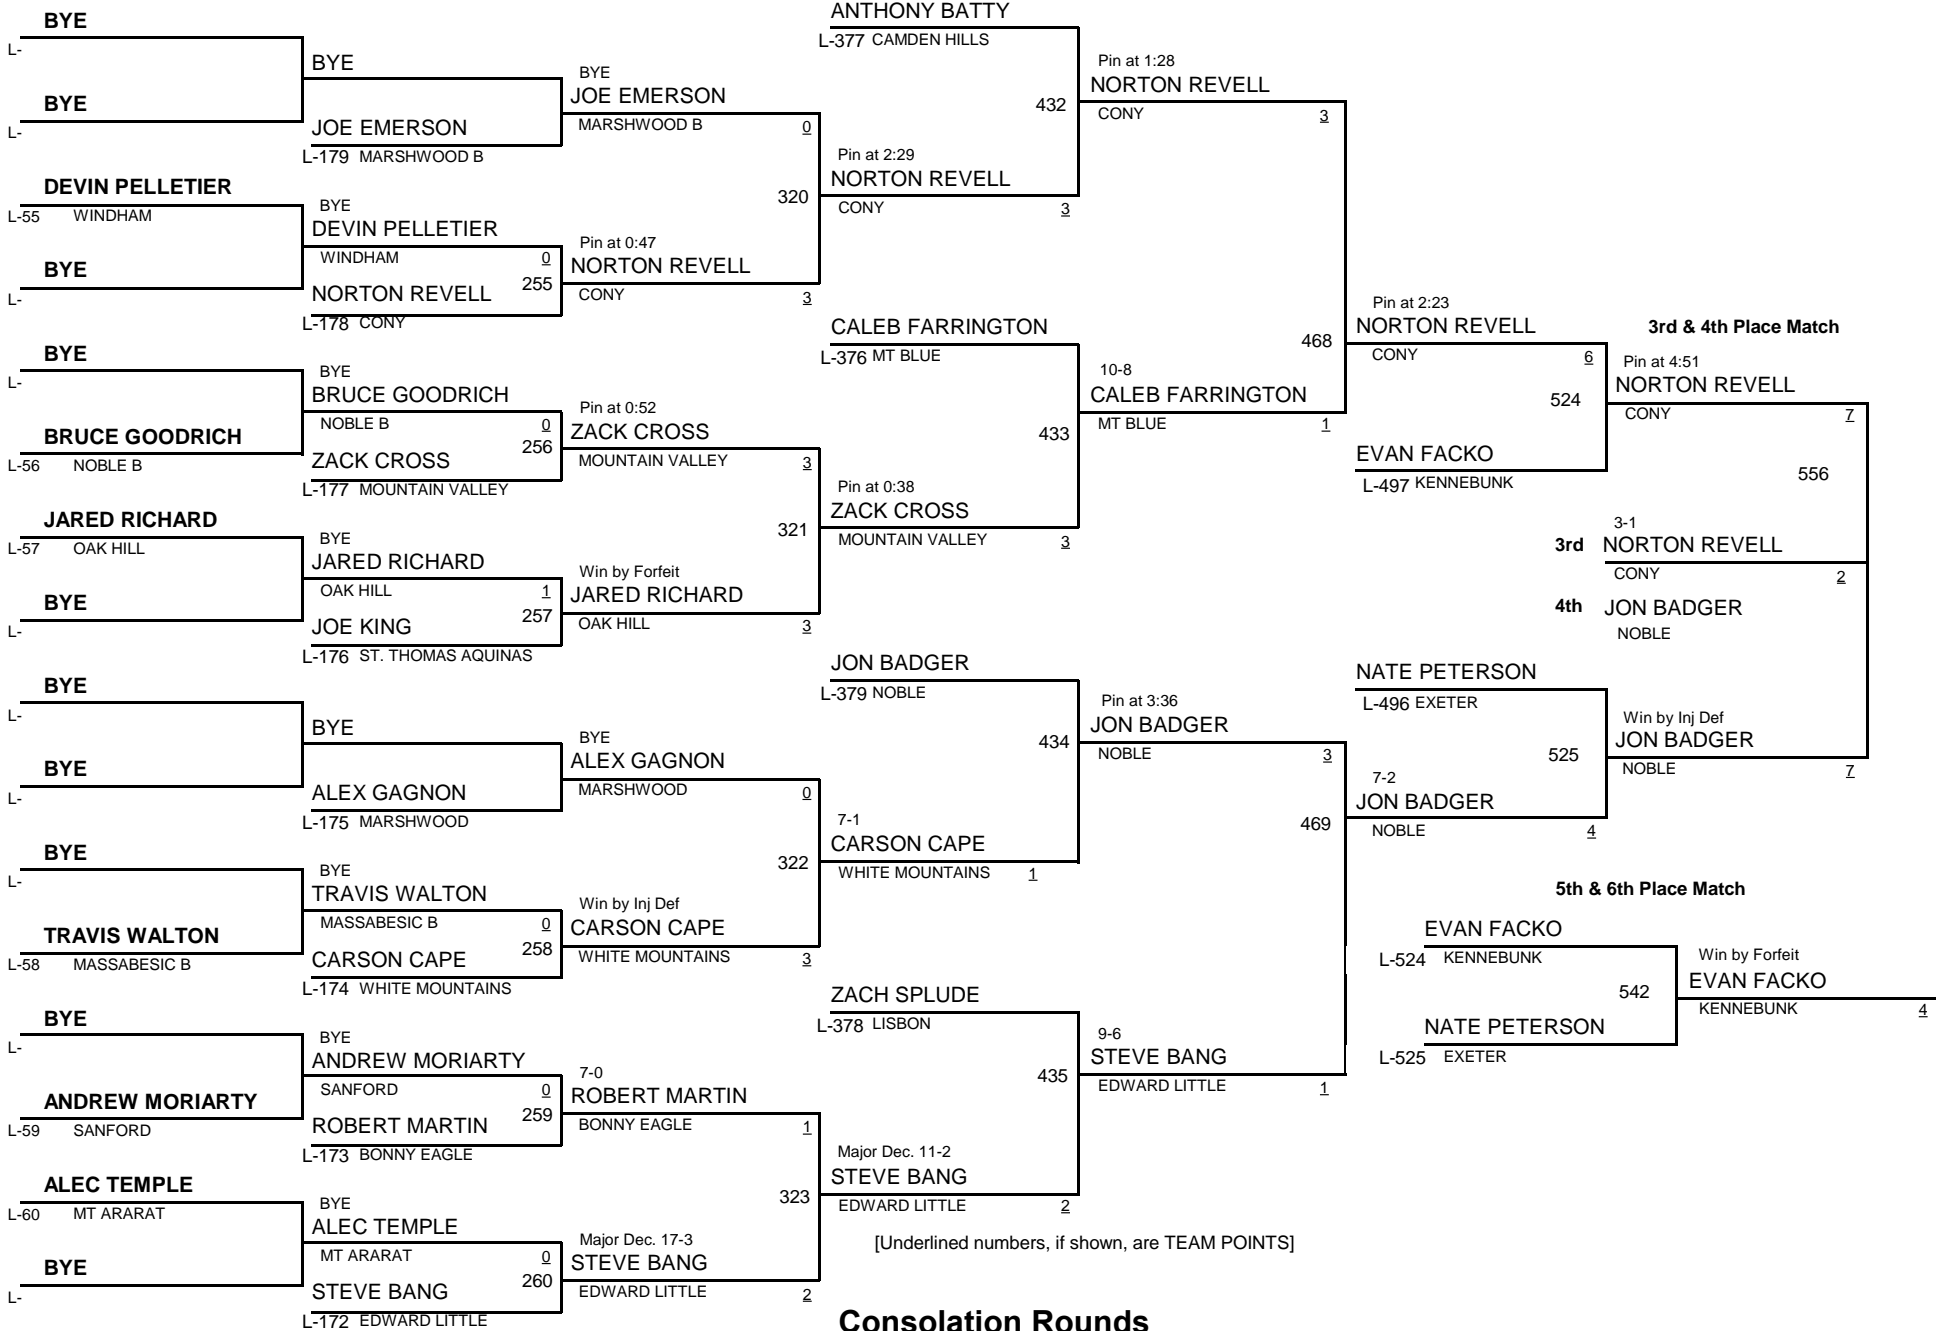 BYE
L-
BYE
L-
DEVIN PELLETIER
L-55 WINDHAM
BYE
L-
BYE
L-
BRUCE GOODRICH
L-56 NOBLE B
JARED RICHARD
L-57 OAK HILL
BYE
L-
BYE
L-
BYE
L-
BYE
L-
TRAVIS WALTON
L-58 MASSABESIC B
BYE
L-
ANDREW MORIARTY
L-59 SANFORD
ALEC TEMPLE
L-60 MT ARARAT
BYE
L-
BYE
JOE EMERSON
L-179 MARSHWOOD B
BYE
DEVIN PELLETIER
WINDHAM 0
255
NORTON REVELL
L-178 CONY
BYE
BRUCE GOODRICH
NOBLE B 0
256
ZACK CROSS
L-177 MOUNTAIN VALLEY
BYE
JARED RICHARD
OAK HILL 1
257
JOE KING
L-176 ST. THOMAS AQUINAS
BYE
ALEX GAGNON
L-175 MARSHWOOD
BYE
TRAVIS WALTON
MASSABESIC B 0
258
CARSON CAPE
L-174 WHITE MOUNTAINS
BYE
ANDREW MORIARTY
SANFORD 0
259
ROBERT MARTIN
L-173 BONNY EAGLE
BYE
ALEC TEMPLE
MT ARARAT 0
260
STEVE BANG
L-172 EDWARD LITTLE
BYE
JOE EMERSON
MARSHWOOD B 0
320
Pin at 0:47
NORTON REVELL
CONY 3
Pin at 0:52
ZACK CROSS
MOUNTAIN VALLEY 3
321
Win by Forfeit
JARED RICHARD
OAK HILL 3
BYE
ALEX GAGNON
MARSHWOOD 0
322
Win by Inj Def
CARSON CAPE
WHITE MOUNTAINS 3
7-0
ROBERT MARTIN
BONNY EAGLE 1
323
Major Dec. 17-3
STEVE BANG
EDWARD LITTLE 2
ANTHONY BATTY
L-377 CAMDEN HILLS
432
Pin at 2:29
NORTON REVELL
CONY 3
CALEB FARRINGTON
L-376 MT BLUE
433
Pin at 0:38
ZACK CROSS
MOUNTAIN VALLEY 3
JON BADGER
L-379 NOBLE
434
7-1
CARSON CAPE
WHITE MOUNTAINS 1
ZACH SPLUDE
L-378 LISBON
435
Major Dec. 11-2
STEVE BANG
EDWARD LITTLE 2
[Underlined numbers, if shown, are TEAM POINTS]
Consolation Rounds
Pin at 1:28
NORTON REVELL
CONY 3
468
10-8
CALEB FARRINGTON
MT BLUE 1
Pin at 3:36
JON BADGER
NOBLE 3
469
9-6
STEVE BANG
EDWARD LITTLE 1
Pin at 2:23
NORTON REVELL
CONY 6
524
EVAN FACKO
L-497 KENNEBUNK
NATE PETERSON
L-496 EXETER
525
7-2
JON BADGER
NOBLE 4
3rd & 4th Place Match
Pin at 4:51
NORTON REVELL
CONY 7
556
3-1
3rd NORTON REVELL
CONY 2
4th JON BADGER
NOBLE
Win by Inj Def
JON BADGER
NOBLE 7
5th & 6th Place Match
EVAN FACKO
L-524 KENNEBUNK
542
NATE PETERSON
L-525 EXETER
Win by Forfeit
EVAN FACKO
KENNEBUNK 4